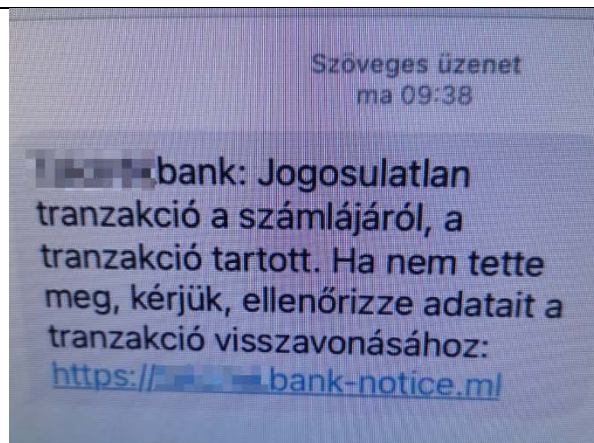 Szöveges üzenet
ma 09:38
bank: Jogosulatlan
tranzakció a számlájáról, a
tranzakció tartott. Ha nem tette
meg, kérjük, ellenőrizze adatait a
tranzakció visszavonásához:
https:// bank-notice.ml